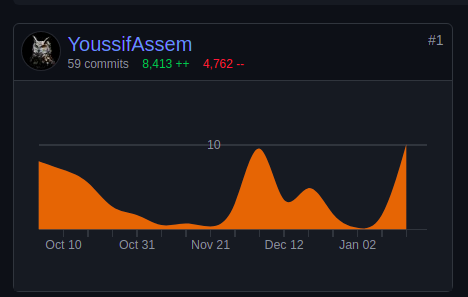 YoussifAssem
#1
59 commits 8,413 ++ 4,762 --
10
Oct 10 Oct 31 Nov 21 Dec 12 Jan 02